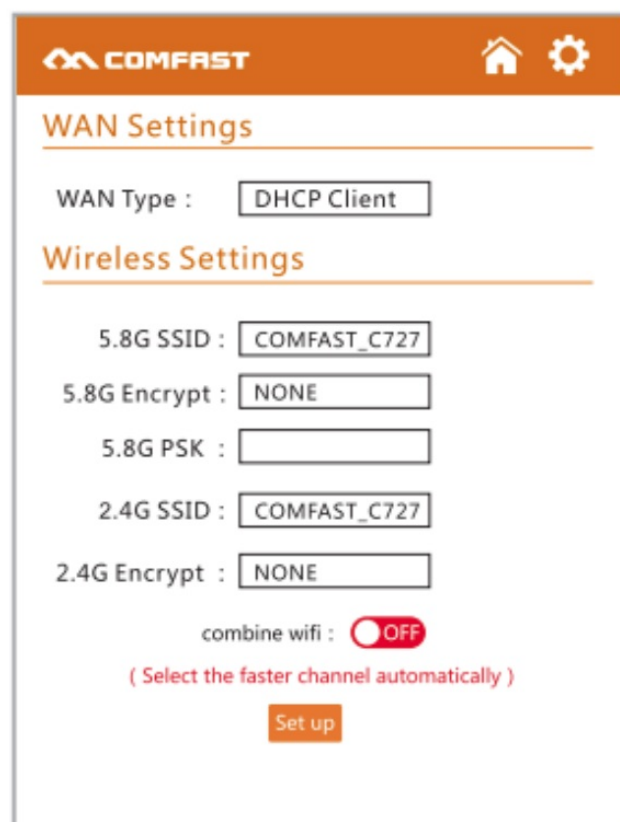 COMFAST
WAN Settings
WAN Type : DHCP Client
Wireless Settings
5.8G SSID : COMFAST_C727
5.8G Encrypt : NONE
5.8G PSK :
2.4G SSID : COMFAST_C727
2.4G Encrypt : NONE
combine wifi : OFF
( Select the faster channel automatically )
Set up